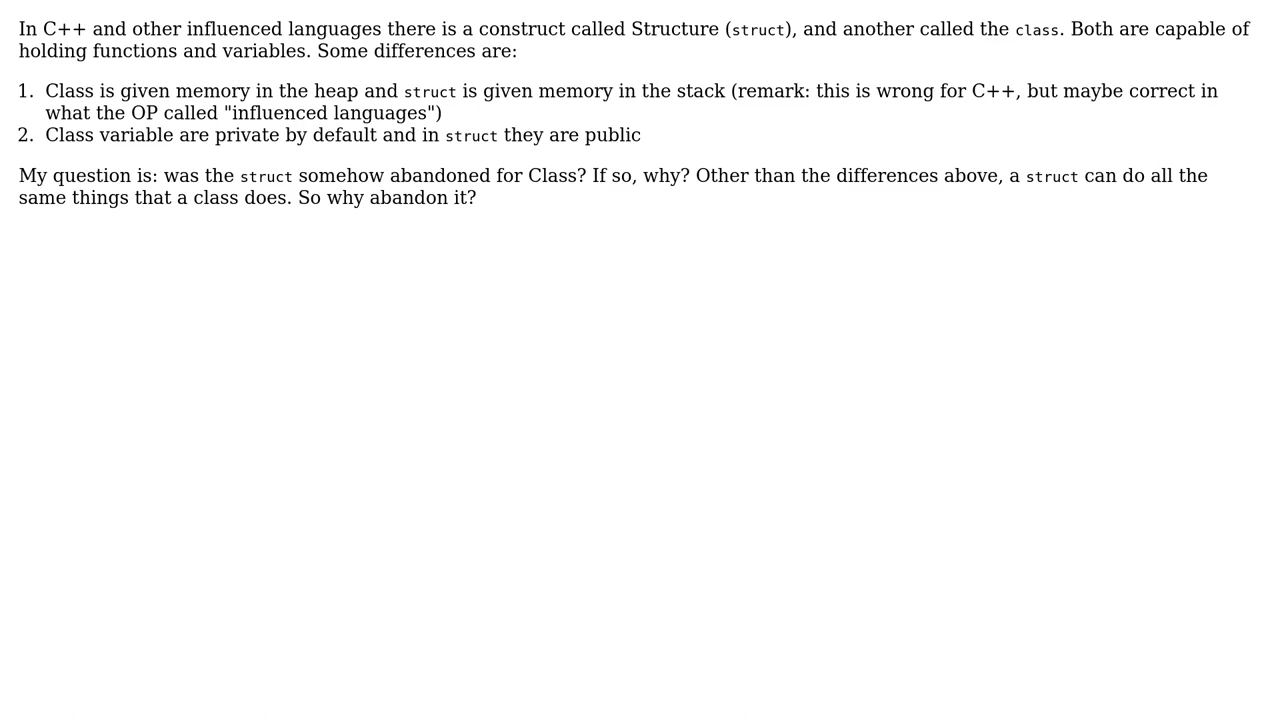 In C++ and other influenced languages there is a construct called Structure (struct), and another called the class. Both are capable of
holding functions and variables. Some differences are:
1. Class is given memory in the heap and struct is given memory in the stack (remark: this is wrong for C++, but maybe correct in
what the OP called "influenced languages")
2. Class variable are private by default and in struct they are public
My question is: was the struct somehow abandoned for Class? If so, why? Other than the differences above, a struct can do all the
same things that a class does. So why abandon it?